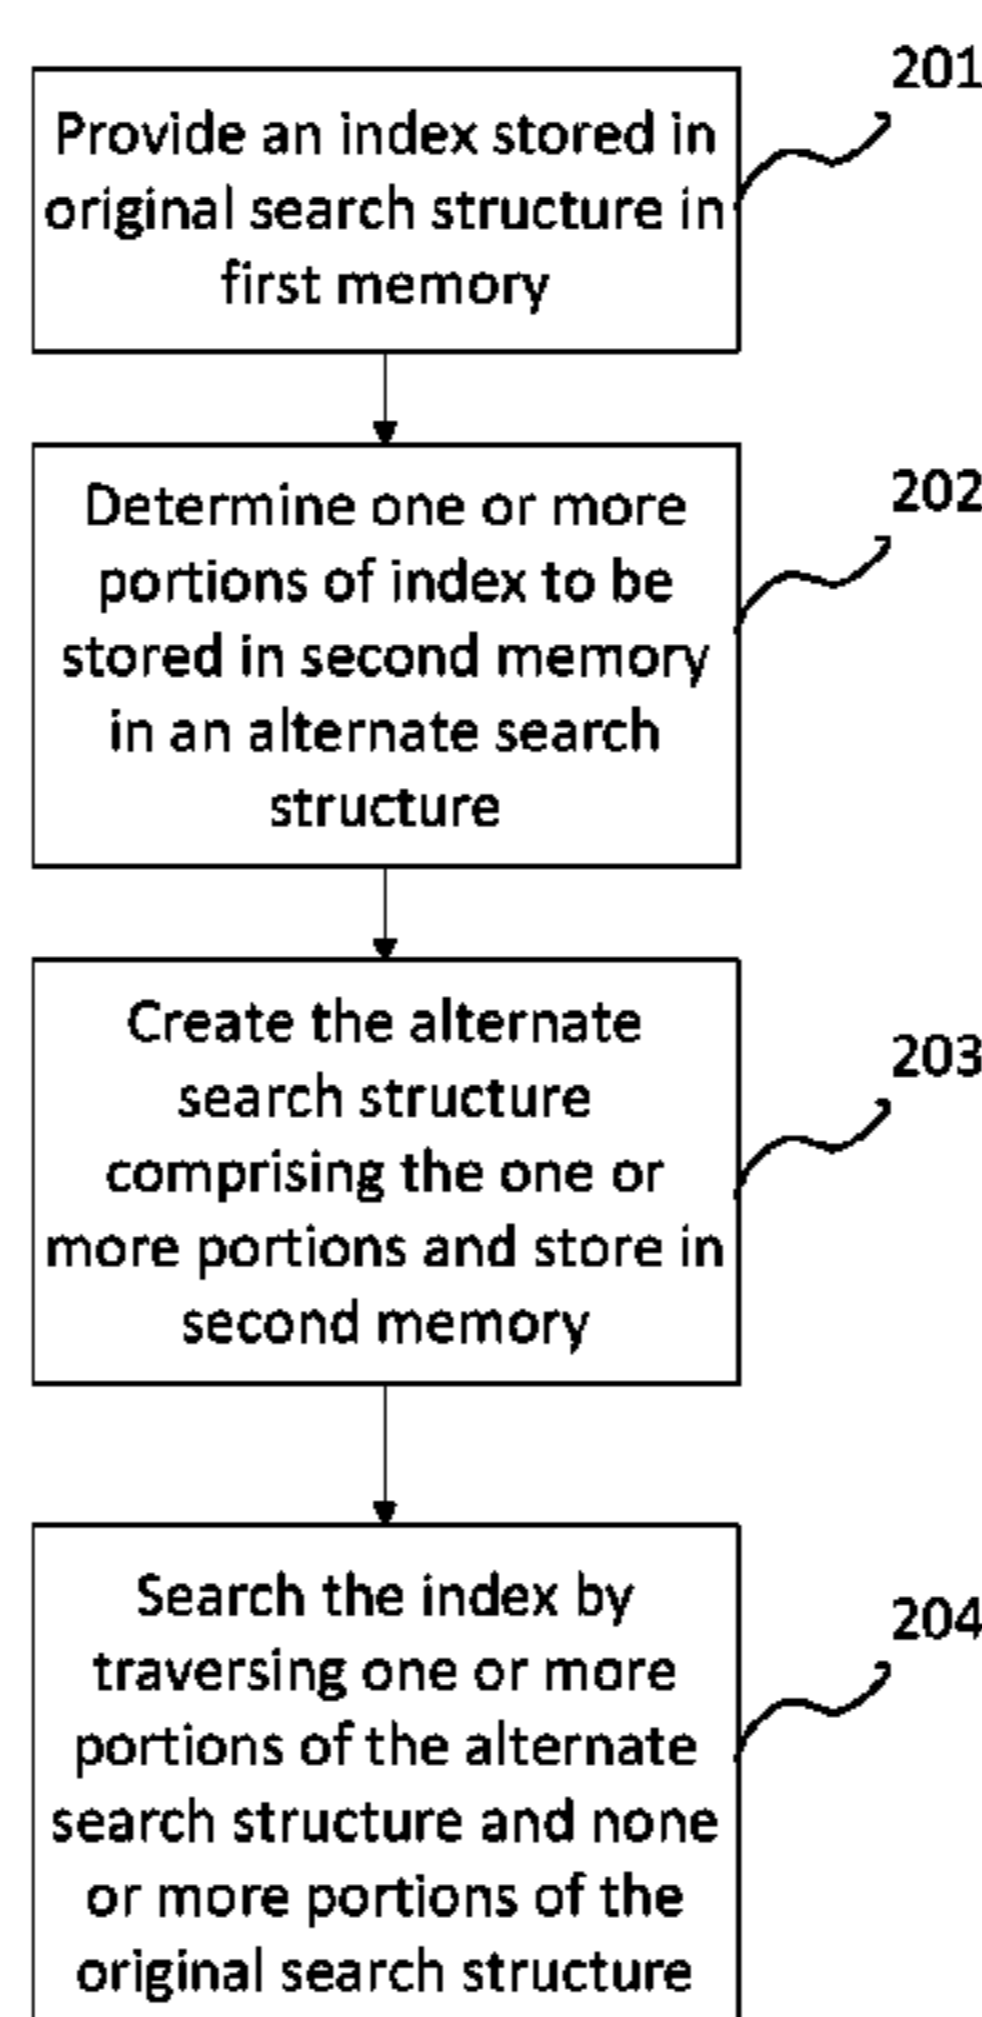 201
Provide an index stored in
original search structure in
first memory
202
Determine one or more
portions of index to be
stored in second memory
in an alternate search
structure
203
Create the alternate
search structure
comprising the one or
more portions and store in
second memory
204
Search the index by
traversing one or more
portions of the alternate
search structure and none
or more portions of the
original search structure